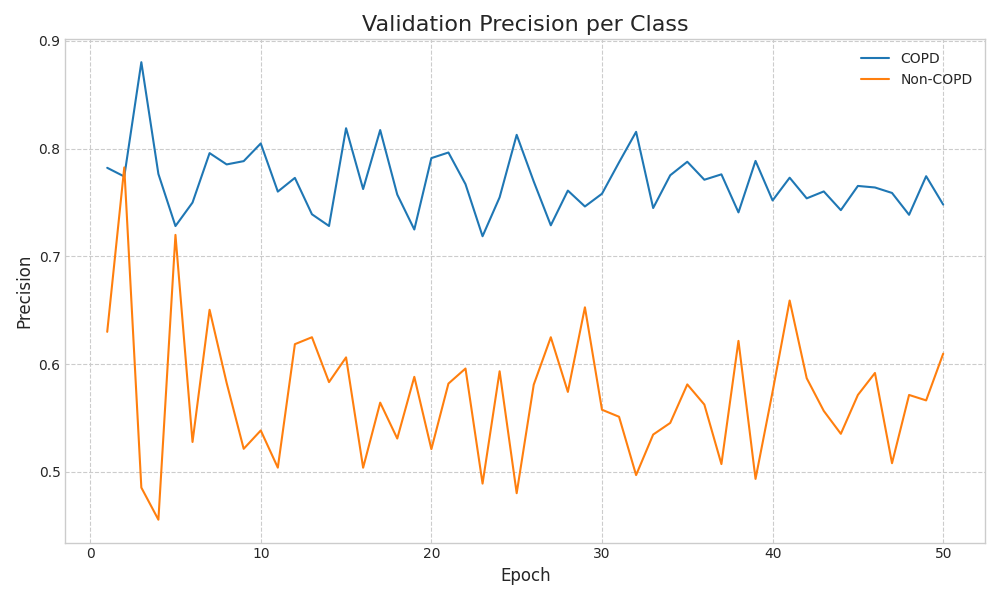 Validation Precision per Class
0.9
0.8
0.7
0.6
0.5
Precision
COPD
Non-COPD
0 10 20 30 40 50
Epoch